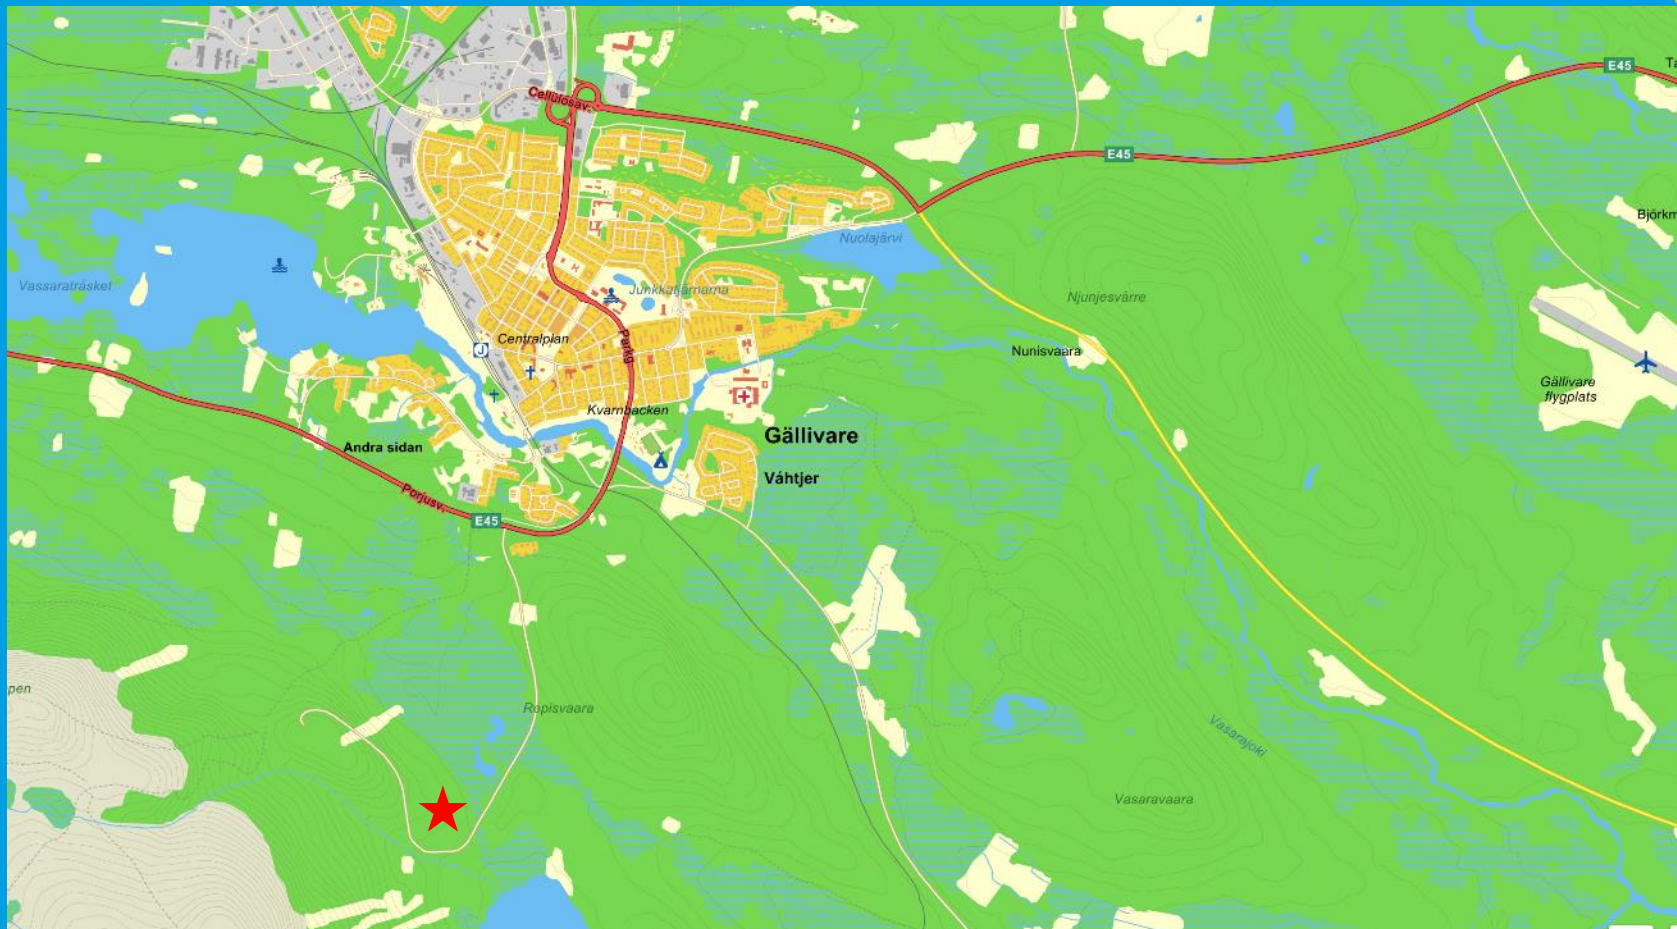 E45
Ta
Cellulosav.
E45
Björkm
Nuolajärvi
Vassaraträsket
Junkkatjärnarna
Njunjesvárre
Centralplan
Parkg.
Nunisvaara
Gällivare
flygplats
Kvarnbacken
Gällivare
Andra sidan
Váhtjer
Porjusv.
E45
pen
Repisvaara
Vasarajoki
Vasaravaara